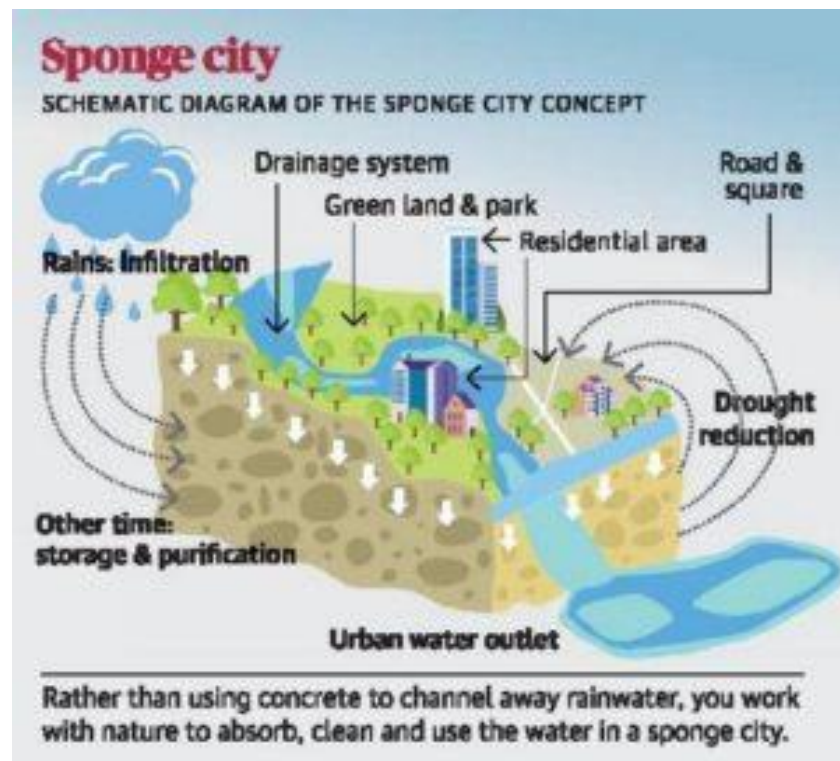 Sponge city
SCHEMATIC DIAGRAM OF THE SPONGE CITY CONCEPT
Drainage system
Road &
square
Green land & park
Residential area
Rains: Infiltration
Drought
reduction
Other time:
storage & purification
Urban water outlet
Rather than using concrete to channel away rainwater, you work
with nature to absorb, clean and use the water in a sponge city.